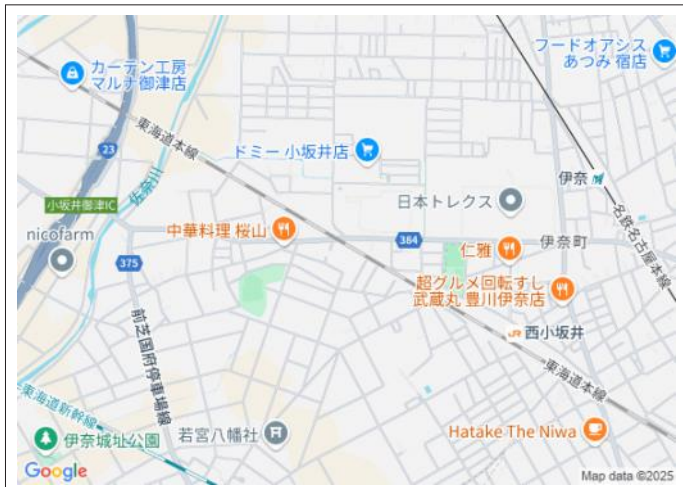 フードオアシス
あつみ 宿店
カーテン工房
マルナ御津店
東海道本線
23
ドミー 小坂井店
佐奈川
伊奈
小坂井御津IC
日本トレクス
名鉄名古屋本線
中華料理 桜山
nicofarm
384
仁雅
伊奈町
375
超グルメ回転すし
武蔵丸 豊川伊奈店
前芝国府停車場線
西小坂井
東海道本線
東海道新幹線
伊奈城址公園
若宮八幡社
Hatake The Niwa
Google
Map data ©2025